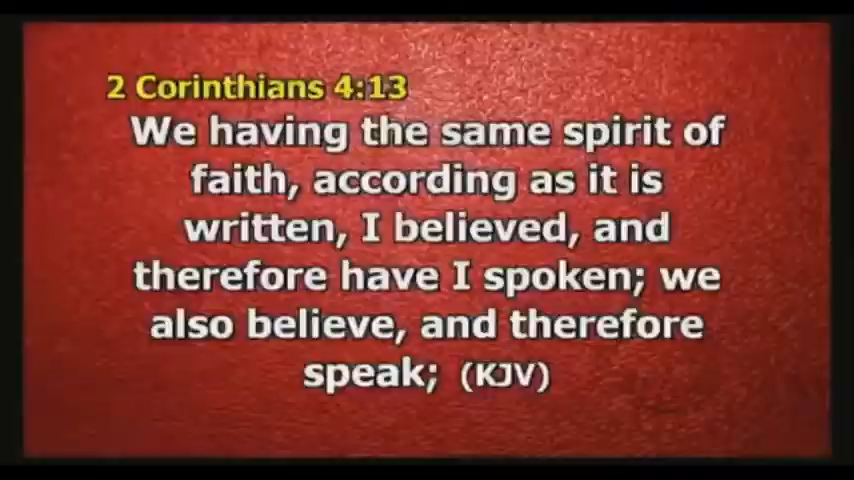 2 Corinthians 4:13
We having the same spirit of
faith, according as it is
written, I believed, and
therefore have I spoken; we
also believe, and therefore
speak; (KJV)